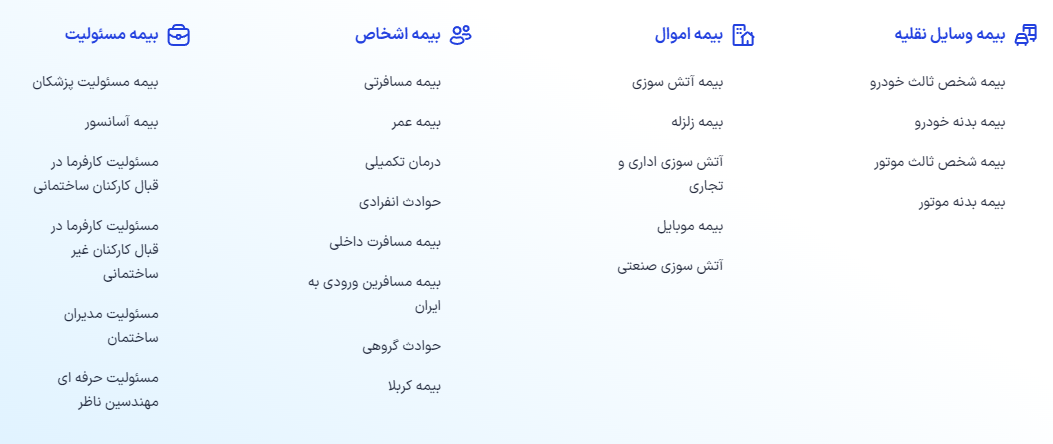 بیمه وسایل نقلیه
بیمه شخص ثالث خودرو
بیمه بدنه خودرو
بیمه شخص ثالث موتور
بیمه بدنه موتور
بیمه اموال
بیمه آتش سوزی
بیمه زلزله
آتش سوزی اداری و
تجاری
بیمه موبایل
آتش سوزی صنعتی
بیمه اشخاص
بیمه مسافرتی
بیمه عمر
درمان تکمیلی
حوادث انفرادی
بیمه مسافرت داخلی
بیمه مسافرین ورودی به
ایران
حوادث گروهی
بیمه کربلا
بیمه مسئولیت
بیمه مسئولیت پزشکان
بیمه آسانسور
مسئولیت کارفرما در
قبال کارکنان ساختمانی
مسئولیت کارفرما در
قبال کارکنان غیر
ساختمانی
مسئولیت مدیران
ساختمان
مسئولیت حرفه ای
مهندسین ناظر